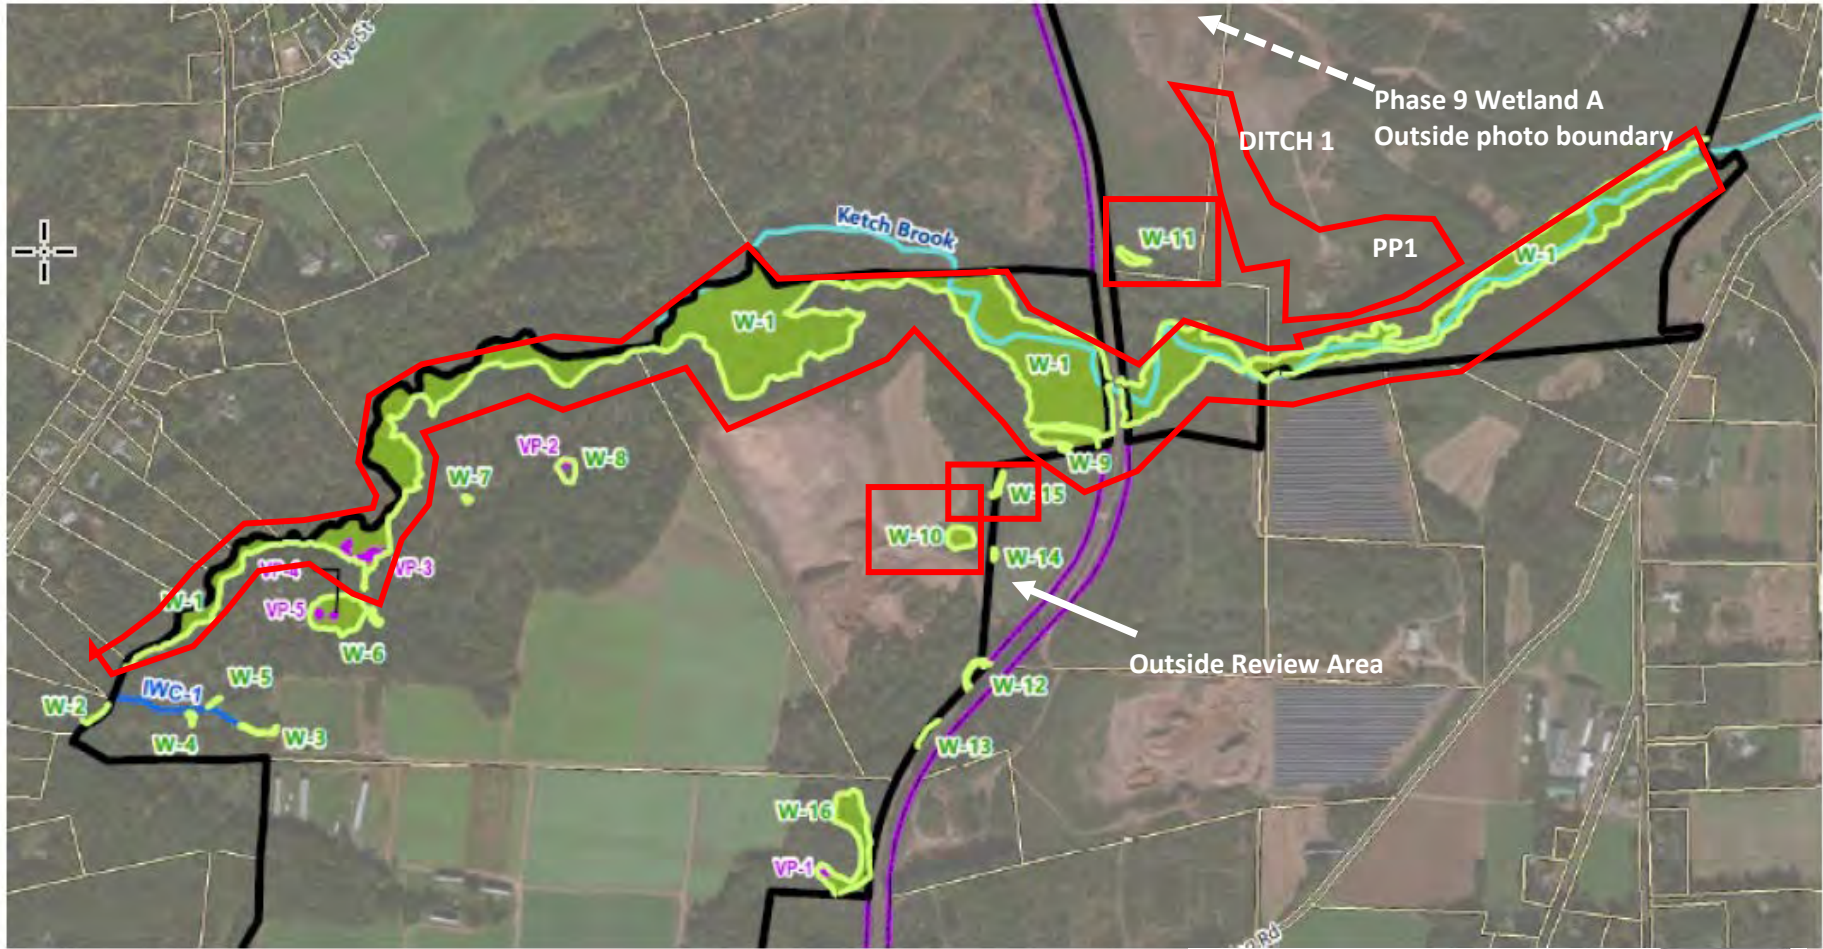 Rye St
Phase 9 Wetland A
Outside photo boundary
DITCH 1
PP1
Ketch Brook
W-11
W-1
W-1
W-1
W-9
VP-2
W-8
W-7
W-15
W-10
W-14
VP-4
VP-3
W-1
VP-5
W-6
Outside Review Area
W-5
IWC-1
W-2
W-4
W-3
W-12
W-13
W-16
VP-1
Rd